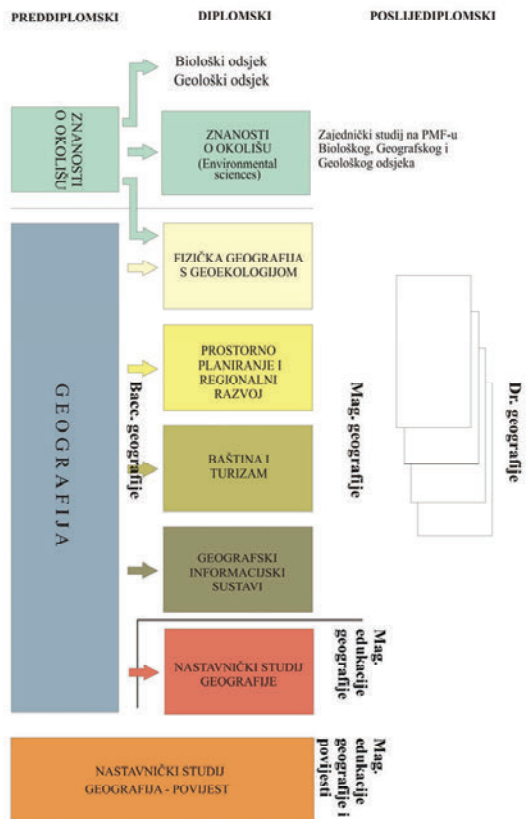 PREDDIPLOMSKI
DIPLOMSKI
POSLIJEDIPLOMSKI
Biološki odsjek
Geološki odsjek
ZNANOSTI
O OKOLIŠU
ZNANOSTI
O OKOLIŠU
(Environmental
sciences)
Zajednički studij na PMF-u
Biološkog, Geografskog i
Geološkog odsjeka
GEOGRAFIJA
Bacc. geografije
FIZIČKA GEOGRAFIJA
S GEOEKOLOGIJOM
PROSTORNO
PLANIRANJE I
REGIONALNI
RAZVOJ
BAŠTINA I
TURIZAM
GEOGRAFSKI
INFORMACIJSKI
SUSTAVI
Mag. geografije
Dr. geografije
NASTAVNIČKI STUDIJ
GEOGRAFIJE
Mag.
edukacije
geografije
NASTAVNIČKI STUDIJ
GEOGRAFIJA - POVIJEST
Mag.
edukacije
geografije i
povijesti